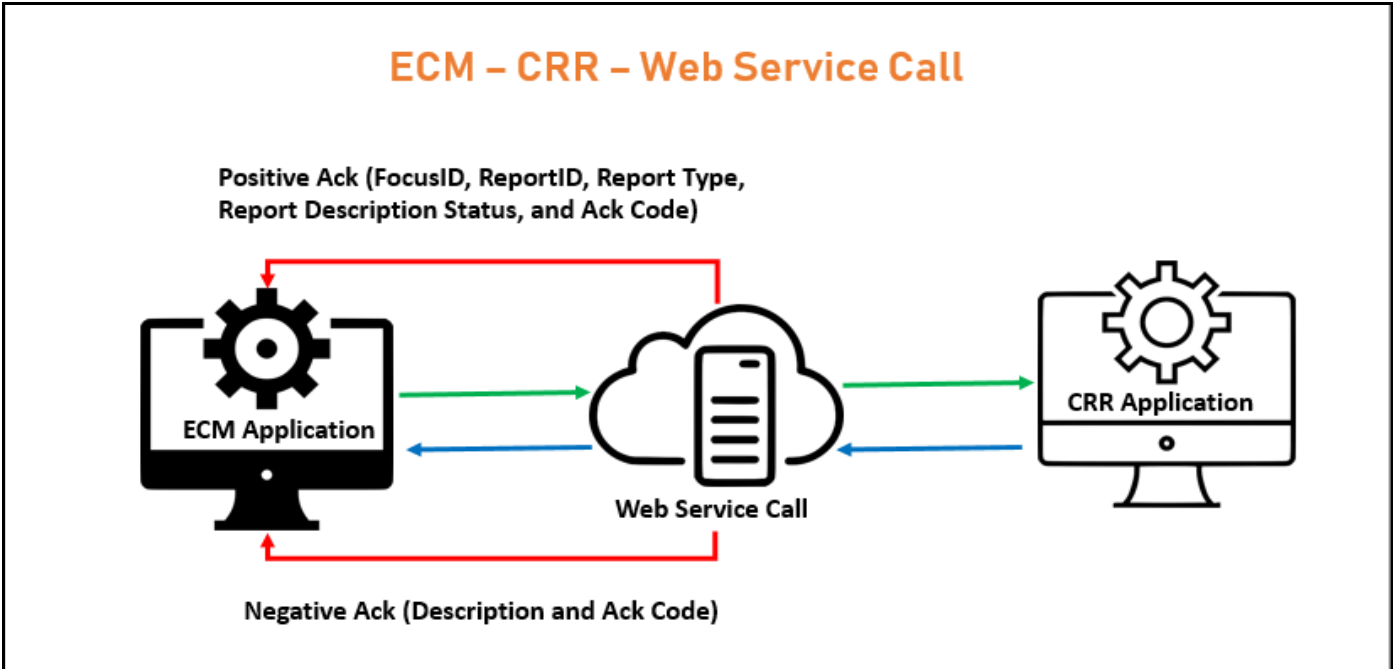 ECM – CRR – Web Service Call
Positive Ack (FocusID, ReportID, Report Type,
Report Description Status, and Ack Code)
ECM Application
CRR Application
Web Service Call
Negative Ack (Description and Ack Code)